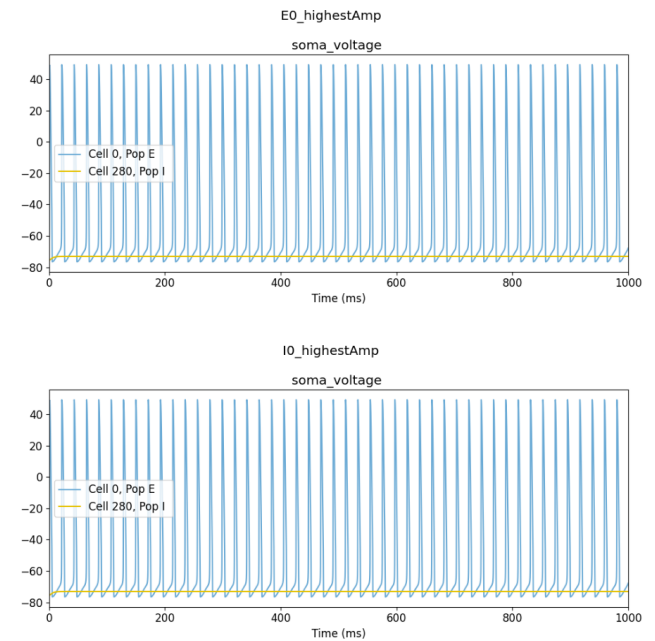 E0_highestAmp
soma_voltage
40
20
0
−20
−40
−60
−80
Cell 0, Pop E
Cell 280, Pop I
0 200 400 600 800 1000
Time (ms)
I0_highestAmp
soma_voltage
40
20
0
−20
−40
−60
−80
Cell 0, Pop E
Cell 280, Pop I
0 200 400 600 800 1000
Time (ms)